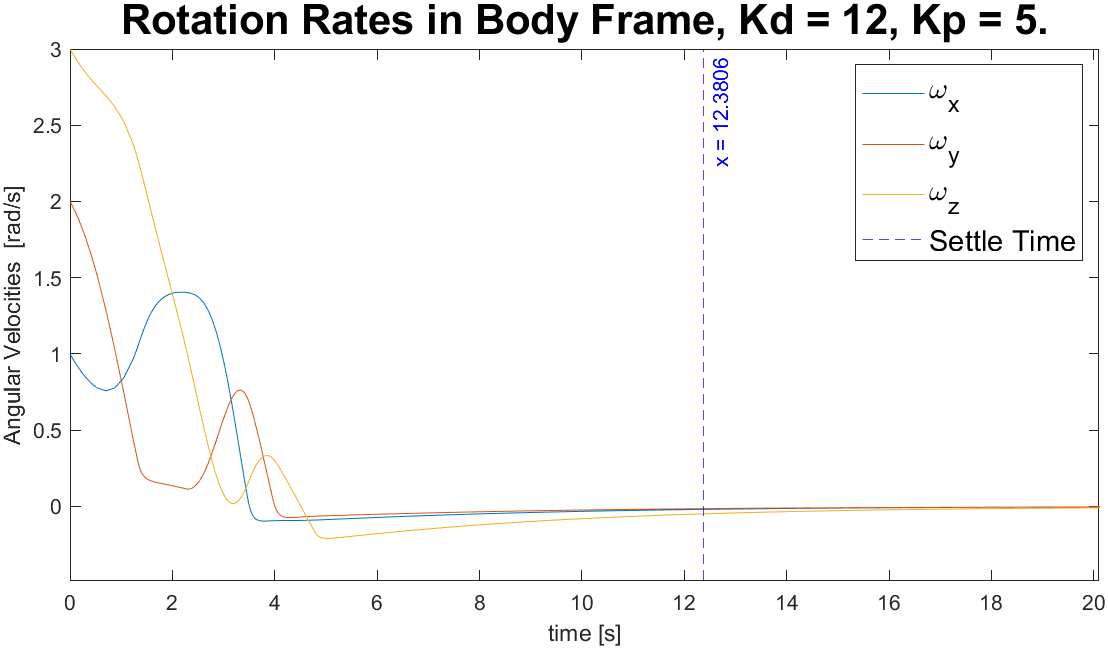 Rotation Rates in Body Frame, Kd = 12, Kp = 5.
3
2.5
2
1.5
1
0.5
0
Angular Velocities [rad/s]
x = 12.3806
ωx
ωy
ωz
Settle Time
0 2 4 6 8 10 12 14 16 18 20
time [s]